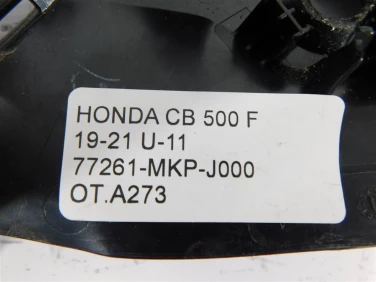 HONDA CB 500 F
19-21 U-11
77261-MKP-J000
OT.A273